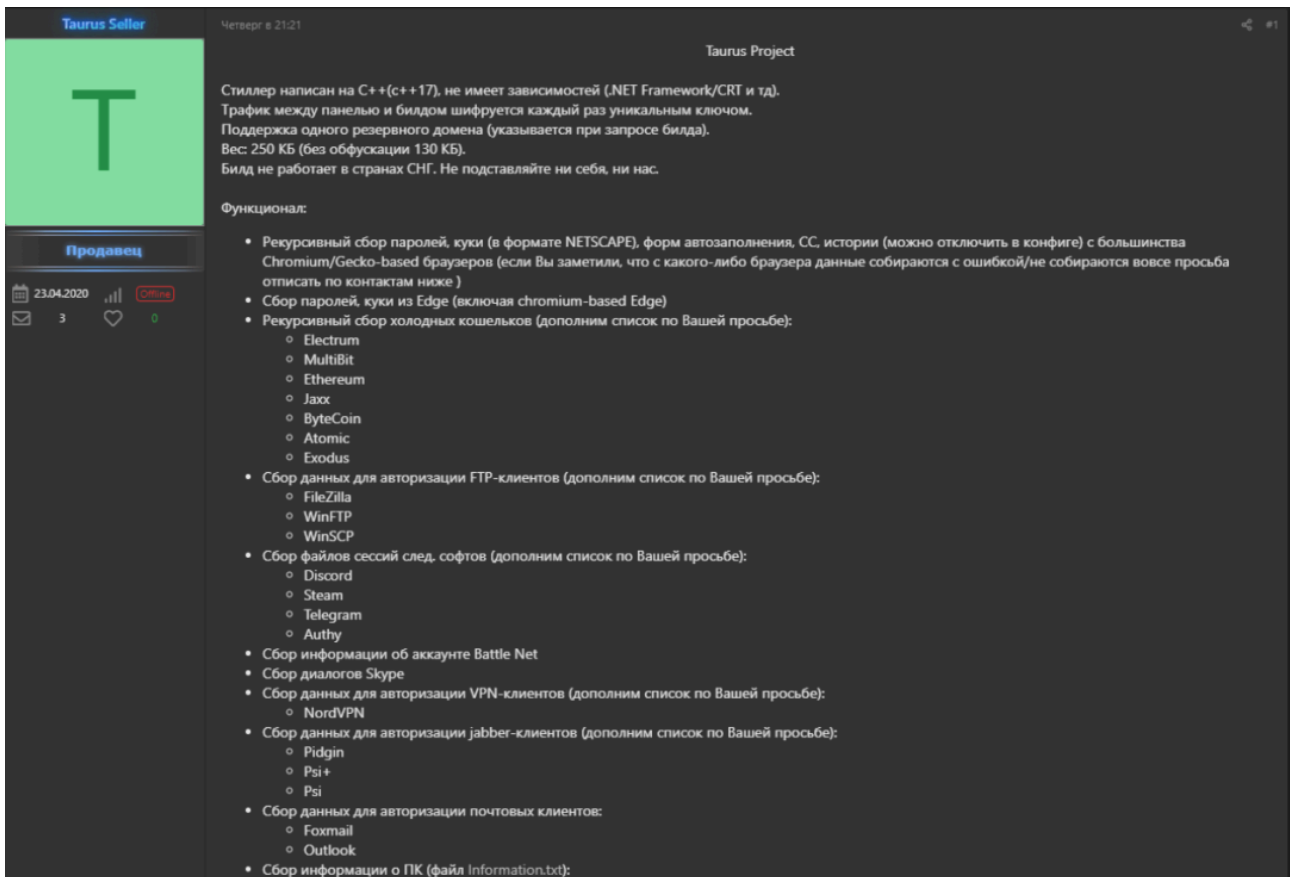 Taurus Seller
Четверг в 21:21
#1
Taurus Project
T
Стиллер написан на C++(c++17), не имеет зависимостей (.NET Framework/CRT и тд).
Трафик между панелью и билдом шифруется каждый раз уникальным ключом.
Поддержка одного резервного домена (указывается при запросе билда).
Вес: 250 КБ (без обфускации 130 КБ).
Билд не работает в странах СНГ. Не подставляйте ни себя, ни нас.
Функционал:
Продавец
23.04.2020
Offline
3
0
• Рекурсивный сбор паролей, куки (в формате NETSCAPE), форм автозаполнения, CC, истории (можно отключить в конфиге) с большинства
Chromium/Gecko-based браузеров (если Вы заметили, что с какого-либо браузера данные собираются с ошибкой/не собираются вовсе просьба
отписать по контактам ниже )
• Сбор паролей, куки из Edge (включая chromium-based Edge)
• Рекурсивный сбор холодных кошельков (дополним список по Вашей просьбе):
◦ Electrum
◦ MultiBit
◦ Ethereum
◦ Jaxx
◦ ByteCoin
◦ Atomic
◦ Exodus
• Сбор данных для авторизации FTP-клиентов (дополним список по Вашей просьбе):
◦ FileZilla
◦ WinFTP
◦ WinSCP
• Сбор файлов сессий след. софтов (дополним список по Вашей просьбе):
◦ Discord
◦ Steam
◦ Telegram
◦ Authy
• Сбор информации об аккаунте Battle Net
• Сбор диалогов Skype
• Сбор данных для авторизации VPN-клиентов (дополним список по Вашей просьбе):
◦ NordVPN
• Сбор данных для авторизации jabber-клиентов (дополним список по Вашей просьбе):
◦ Pidgin
◦ Psi+
◦ Psi
• Сбор данных для авторизации почтовых клиентов:
◦ Foxmail
◦ Outlook
• Сбор информации о ПК (файл Information.txt):